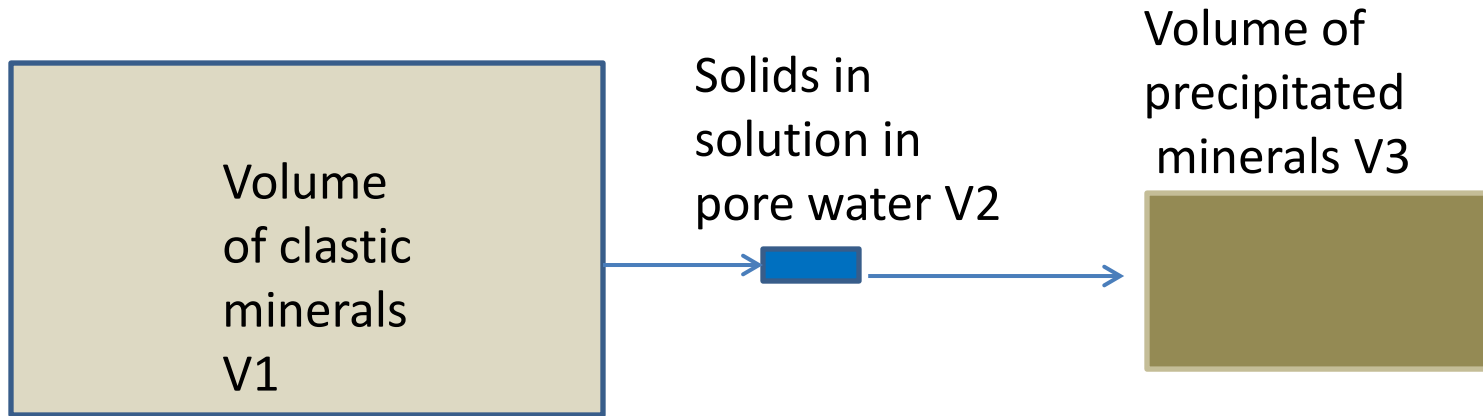 Volume
of clastic
minerals
V1
Solids in
solution in
pore water V2
Volume of
precipitated
minerals V3